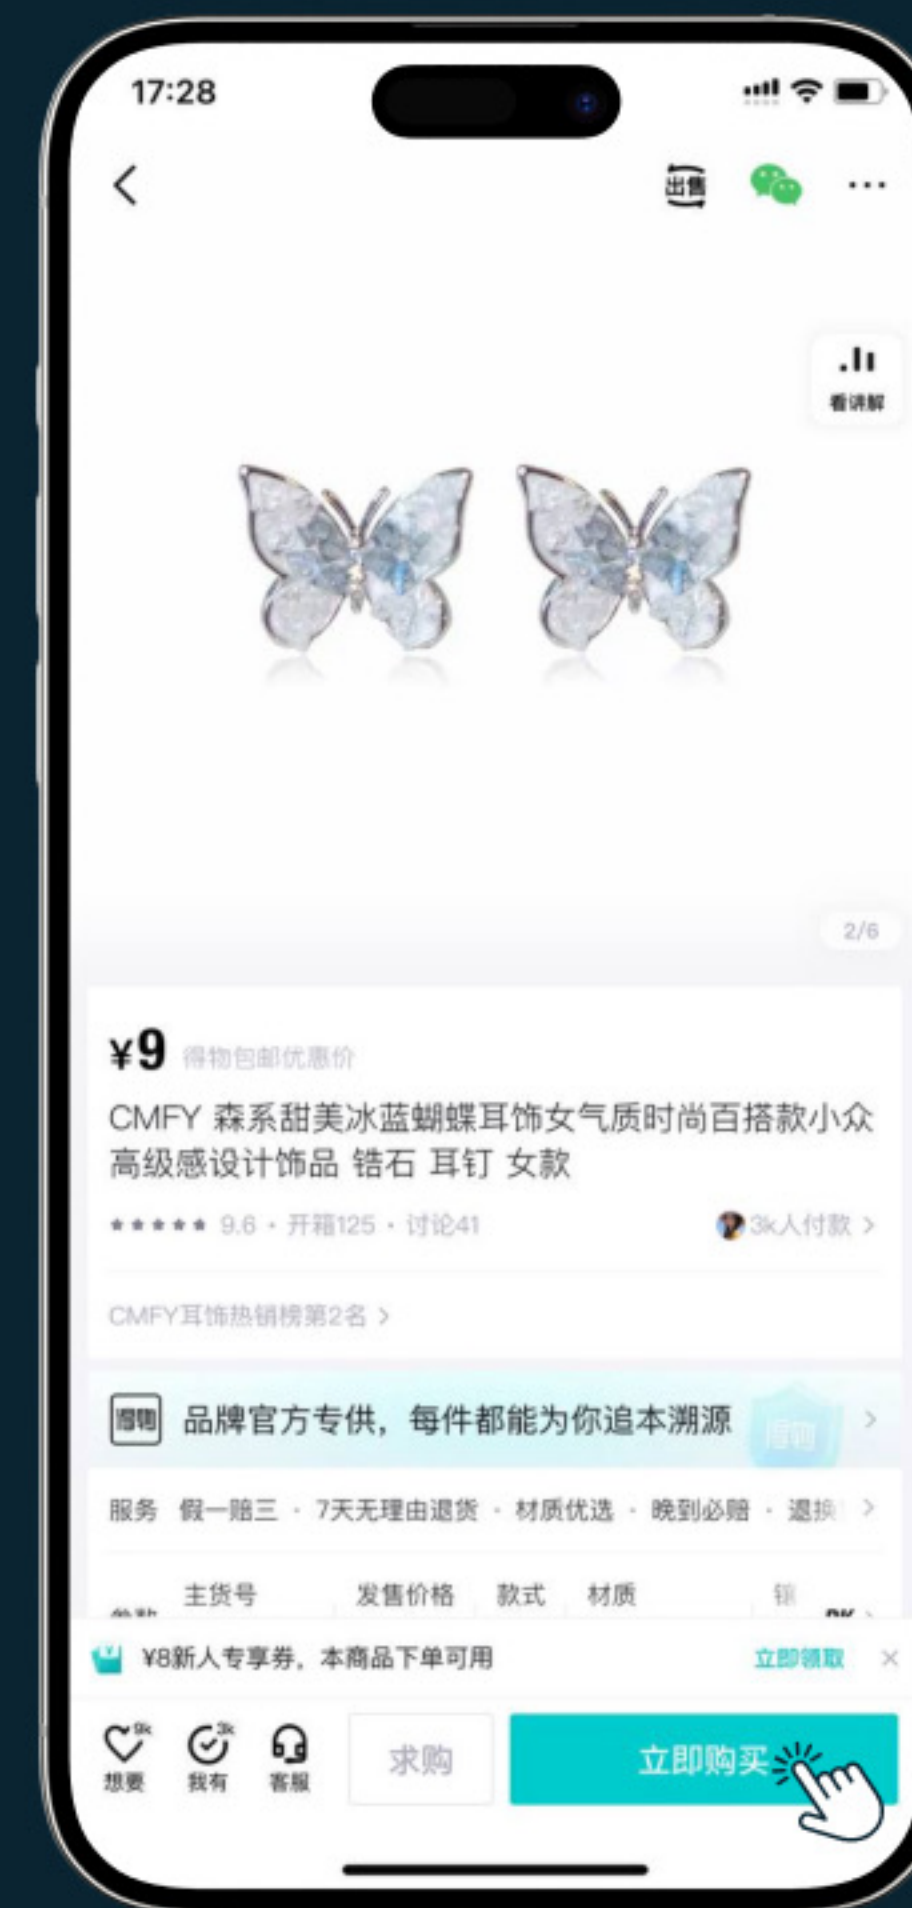 17:28
出售
看讲解
2/6
¥9 得物包邮优惠价
CMFY 森系甜美冰蓝蝴蝶耳饰女气质时尚百搭款小众
高级感设计饰品 锆石 耳钉 女款
9.6 · 开箱125 · 讨论41 3k人付款 >
CMFY耳饰热销榜第2名 >
得物 品牌官方专供，每件都能为你追本溯源 得物 >
服务 假一赔三 · 7天无理由退货 · 材质优选 · 晚到必赔 · 退换 >
主货号 发售价格 款式 材质
¥8新人专享券，本商品下单可用 立即领取 ×
9k 3k
想要 我有 客服 求购 立即购买